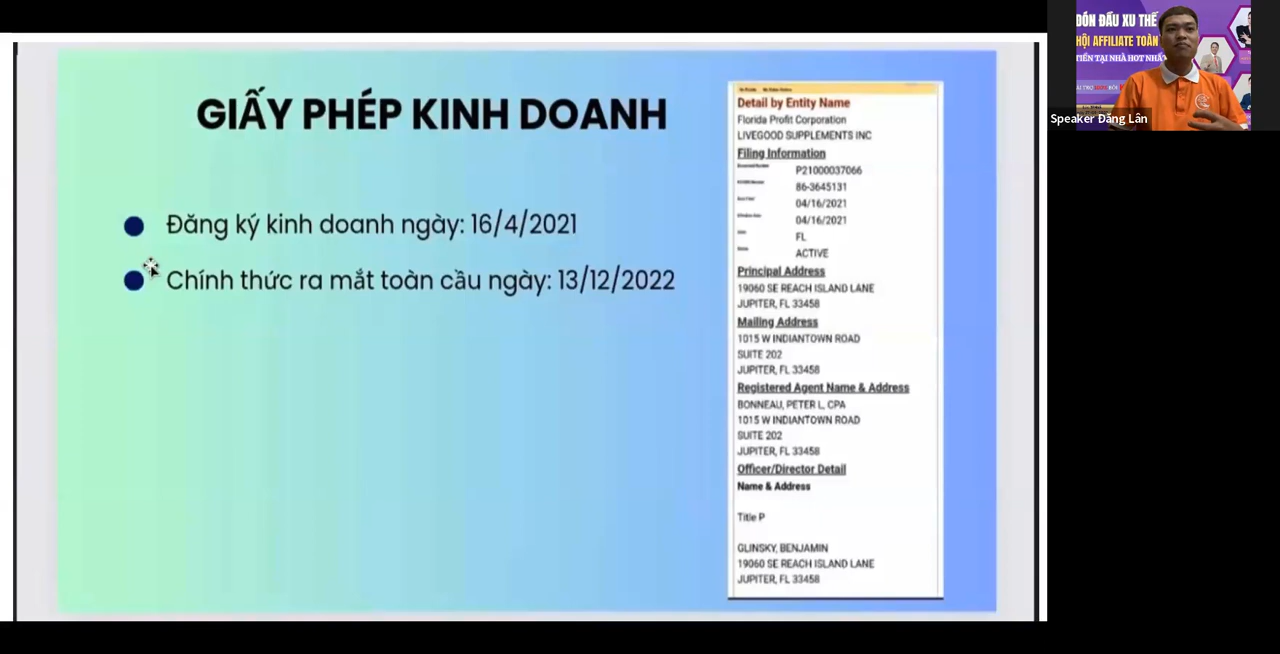 GIẤY PHÉP KINH DOANH
Đăng ký kinh doanh ngày: 16/4/2021
Chính thức ra mắt toàn cầu ngày: 13/12/2022
Detail by Entity Name
Florida Profit Corporation
LIVEGOOD SUPPLEMENTS INC
Filing Information
P21000037066
86-3645131
04/16/2021
04/16/2021
FL
ACTIVE
Principal Address
19060 SE REACH ISLAND LANE
JUPITER, FL 33458
Mailing Address
1015 W INDIANTOWN ROAD
SUITE 202
JUPITER, FL 33458
Registered Agent Name & Address
BONNEAU, PETER L, CPA
1015 W INDIANTOWN ROAD
SUITE 202
JUPITER, FL 33458
Officer/Director Detail
Name & Address
Title P
GLINSKY, BENJAMIN
19060 SE REACH ISLAND LANE
JUPITER, FL 33458
ĐÓN ĐẦU XU THẾ
HỘI AFFILIATE TOÀN
TIỀN TẠI NHÀ HOT NHẤT
Speaker Đăng Lân